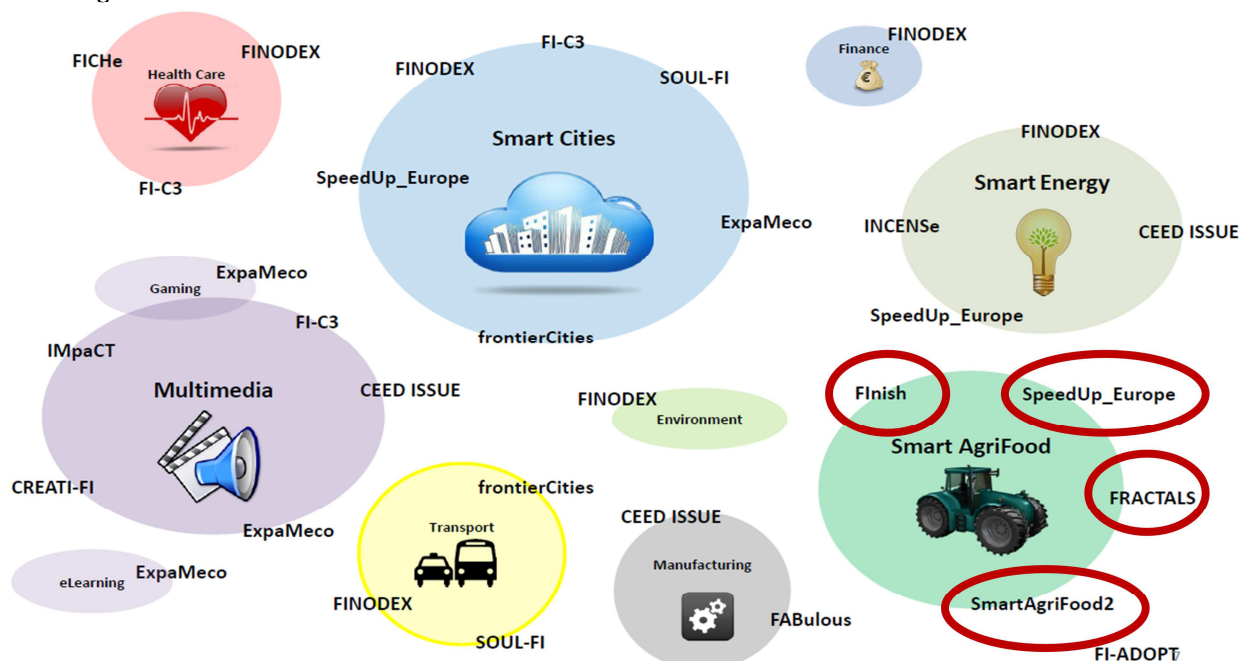 FINODEX
FI-C3
FINODEX
FICHe
Health Care
FINODEX
SOUL-FI
Finance
€
FINODEX
Smart Cities
Smart Energy
SpeedUp_Europe
FI-C3
ExpaMeco
INCENSe
CEED ISSUE
ExpaMeco
Gaming
FI-C3
SpeedUp_Europe
frontierCities
IMpaCT
Multimedia
CEED ISSUE
FINODEX
Environment
FInish
SpeedUp_Europe
Smart AgriFood
CREATI-FI
frontierCities
FRACTALS
ExpaMeco
Transport
CEED ISSUE
Manufacturing
eLearning
ExpaMeco
FINODEX
SmartAgriFood2
FABulous
SOUL-FI
FI-ADOPT